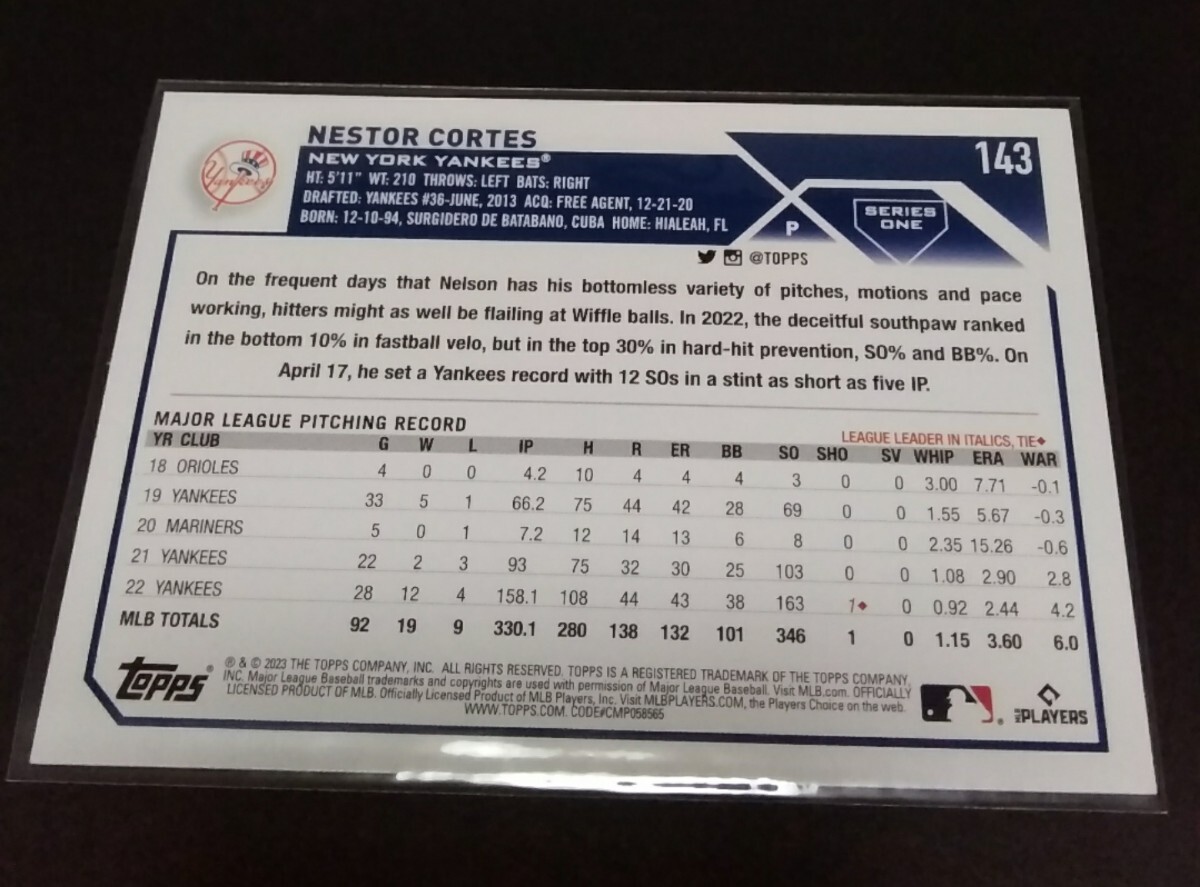 NESTOR CORTES
143
NEW YORK YANKEES®
HT: 5'11" WT: 210 THROWS: LEFT BATS: RIGHT
DRAFTED: YANKEES #36-JUNE, 2013 ACQ: FREE AGENT, 12-21-20
BORN: 12-10-94, SURGIDERO DE BATABANO, CUBA HOME: HIALEAH, FL
P
SERIES
ONE
Yankees
@TOPPS
On the frequent days that Nelson has his bottomless variety of pitches, motions and pace
working, hitters might as well be flailing at Wiffle balls. In 2022, the deceitful southpaw ranked
in the bottom 10% in fastball velo, but in the top 30% in hard-hit prevention, SO% and BB%. On
April 17, he set a Yankees record with 12 SOs in a stint as short as five IP.
MAJOR LEAGUE PITCHING RECORD
LEAGUE LEADER IN ITALICS, TIE◆
YR CLUB G W L IP H R ER BB SO SHO SV WHIP ERA WAR
18 ORIOLES 4 0 0 4.2 10 4 4 4 3 0 0 3.00 7.71 -0.1
19 YANKEES 33 5 1 66.2 75 44 42 28 69 0 0 1.55 5.67 -0.3
20 MARINERS 5 0 1 7.2 12 14 13 6 8 0 0 2.35 15.26 -0.6
21 YANKEES 22 2 3 93 75 32 30 25 103 0 0 1.08 2.90 2.8
22 YANKEES 28 12 4 158.1 108 44 43 38 163 1◆ 0 0.92 2.44 4.2
MLB TOTALS 92 19 9 330.1 280 138 132 101 346 1 0 1.15 3.60 6.0
Topps®
® & © 2023 THE TOPPS COMPANY, INC. ALL RIGHTS RESERVED. TOPPS IS A REGISTERED TRADEMARK OF THE TOPPS COMPANY,
INC. Major League Baseball trademarks and copyrights are used with permission of Major League Baseball. Visit MLB.com. OFFICIALLY
LICENSED PRODUCT OF MLB. Officially Licensed Product of MLB Players, Inc. Visit MLBPLAYERS.COM, the Players Choice on the web.
WWW.TOPPS.COM. CODE#CMP058565
MLB PLAYERS